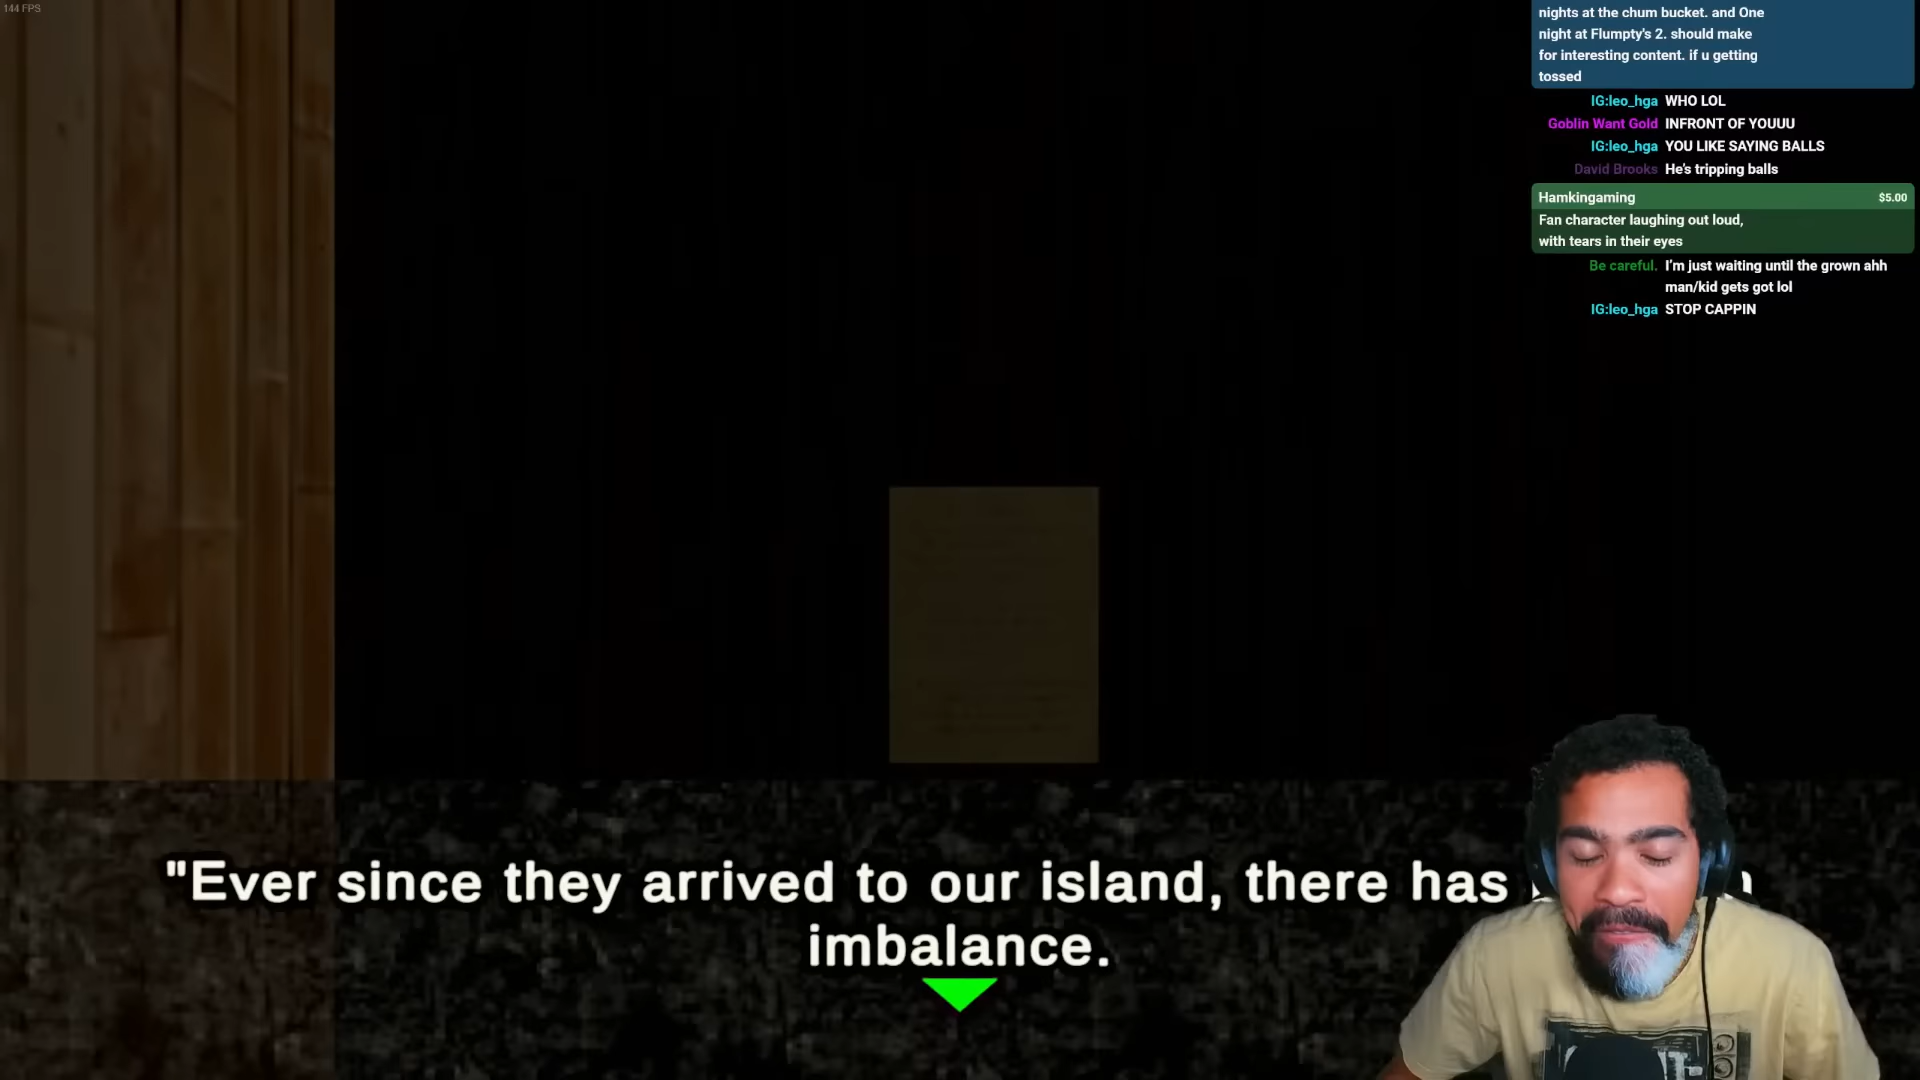 144 FPS
nights at the chum bucket. and One
night at Flumpty's 2. should make
for interesting content. if u getting
tossed
IG:leo_hga WHO LOL
Goblin Want Gold INFRONT OF YOUUU
IG:leo_hga YOU LIKE SAYING BALLS
David Brooks He's tripping balls
Hamkingaming $5.00
Fan character laughing out loud,
with tears in their eyes
Be careful. I'm just waiting until the grown ahh
man/kid gets got lol
IG:leo_hga STOP CAPPIN
"Ever since they arrived to our island, there has
imbalance.